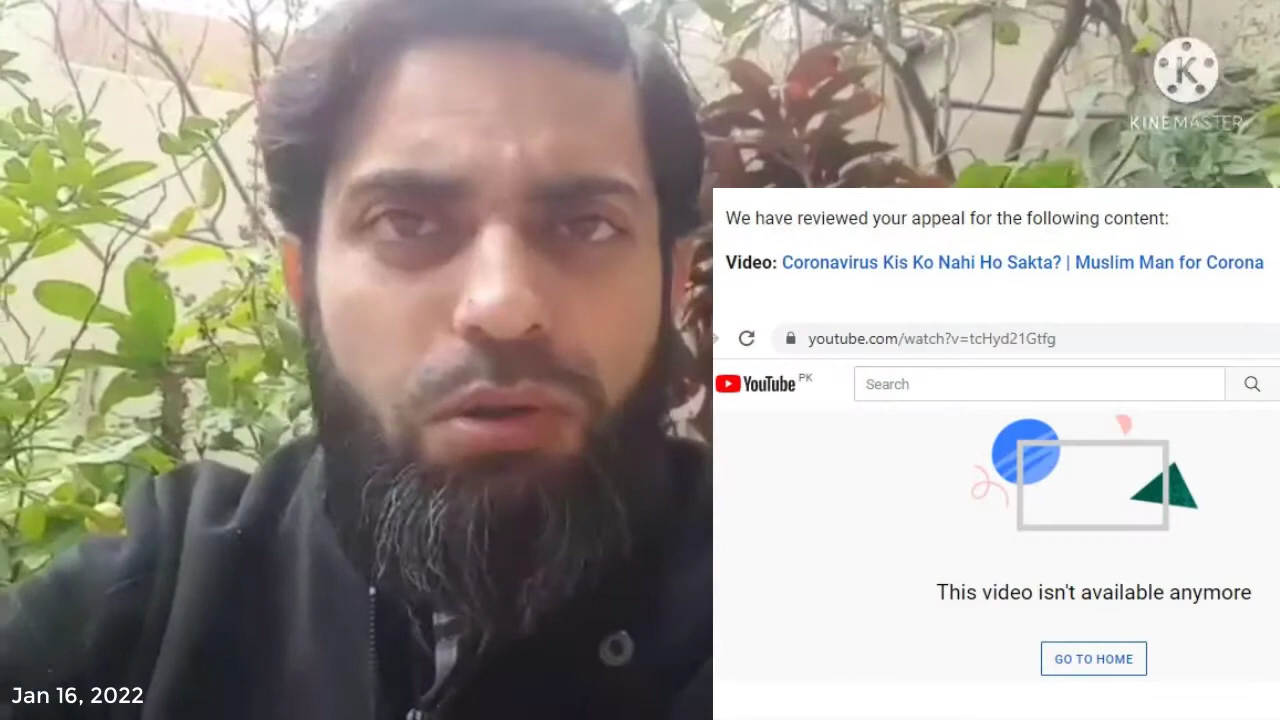 K
KINEMASTER
We have reviewed your appeal for the following content:
Video: Coronavirus Kis Ko Nahi Ho Sakta? | Muslim Man for Corona
youtube.com/watch?v=tcHyd21Gtfg
YouTube PK
Search
This video isn't available anymore
GO TO HOME
Jan 16, 2022